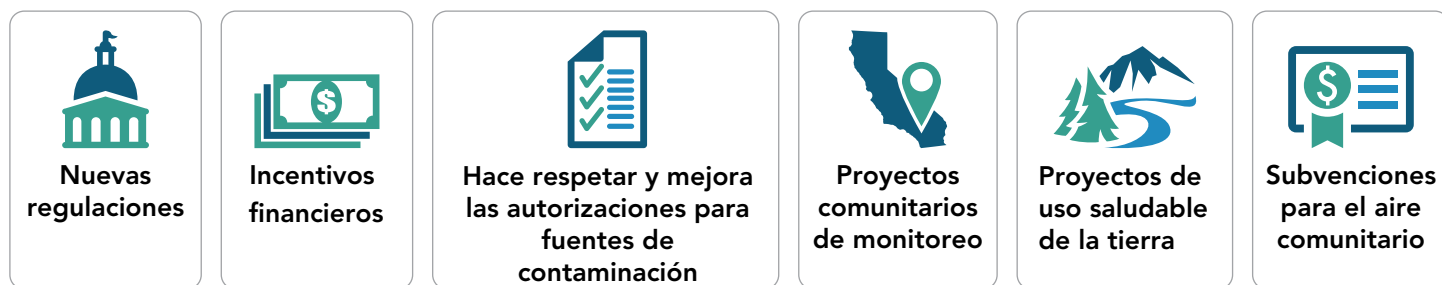 Nuevas
regulaciones
Incentivos
financieros
Hace respetar y mejora
las autorizaciones para
fuentes de
contaminación
Proyectos
comunitarios
de monitoreo
Proyectos de
uso saludable
de la tierra
Subvenciones
para el aire
comunitario